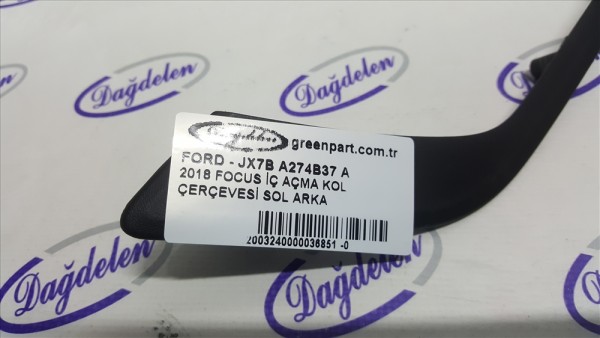 Dağdelen
Dağdelen
greenpart.com.tr
FORD - JX7B A274B37 A
2018 FOCUS İÇ AÇMA KOL
ÇERÇEVESİ SOL ARKA
2003240000036851 -0
Dağdelen
Dağdelen
Dağdelen